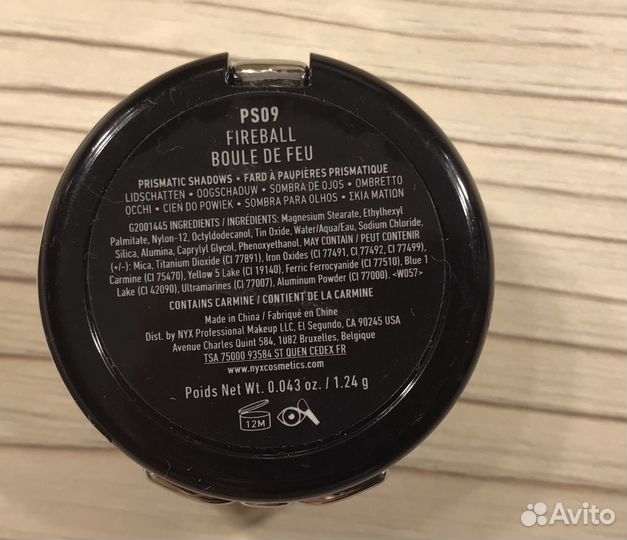 PS09
FIREBALL
BOULE DE FEU
PRISMATIC SHADOWS • FARD À PAUPIÈRES PRISMATIQUE
LIDSCHATTEN • OOGSCHADUW • SOMBRA DE OJOS • OMBRETTO
OCCHI • CIEN DO POWIEK • SOMBRA PARA OLHOS • ΣΚΙΑ ΜΑΤΙΩΝ
G2001445 INGREDIENTS / INGRÉDIENTS: Magnesium Stearate, Ethylhexyl
Palmitate, Nylon-12, Octyldodecanol, Tin Oxide, Water/Aqua/Eau, Sodium Chloride,
Silica, Alumina, Caprylyl Glycol, Phenoxyethanol. MAY CONTAIN / PEUT CONTENIR
(+/-): Mica, Titanium Dioxide (CI 77891), Iron Oxides (CI 77491, CI 77492, CI 77499),
Carmine (CI 75470), Yellow 5 Lake (CI 19140), Ferric Ferrocyanide (CI 77510), Blue 1
Lake (CI 42090), Ultramarines (CI 77007), Aluminum Powder (CI 77000). <W057>
CONTAINS CARMINE / CONTIENT DE LA CARMINE
Made in China / Fabriqué en Chine
Dist. by NYX Professional Makeup LLC, El Segundo, CA 90245 USA
Avenue Charles Quint 584, 1082 Bruxelles, Belgique
TSA 75000 93584 ST QUEN CEDEX FR
www.nyxcosmetics.com
Poids Net Wt. 0.043 oz. / 1.24 g
12M
Avito